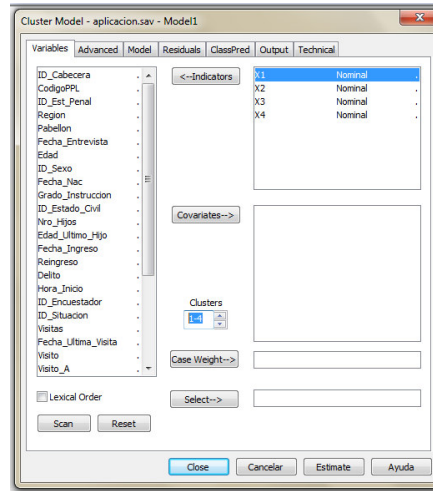 Cluster Model - aplicacion.sav - Model1
Variables Advanced Model Residuals ClassPred Output Technical
ID_Cabecera .
CodigoPPL .
ID_Est_Penal .
Region .
Pabellon .
Fecha_Entrevista .
Edad .
ID_Sexo .
Fecha_Nac .
Grado_Instruccion .
ID_Estado_Civil .
Nro_Hijos .
Edad_Ultimo_Hijo .
Fecha_Ingreso .
Reingreso .
Delito .
Hora_Inicio .
ID_Encuestador .
ID_Situacion .
Visitas .
Fecha_Ultima_Visita .
Visito .
Visito_A .
Lexical Order
Scan Reset
<--Indicators
Covariates-->
Clusters
1-4
Case Weight-->
Select-->
X1 Nominal .
X2 Nominal .
X3 Nominal .
X4 Nominal .
Close Cancelar Estimate Ayuda